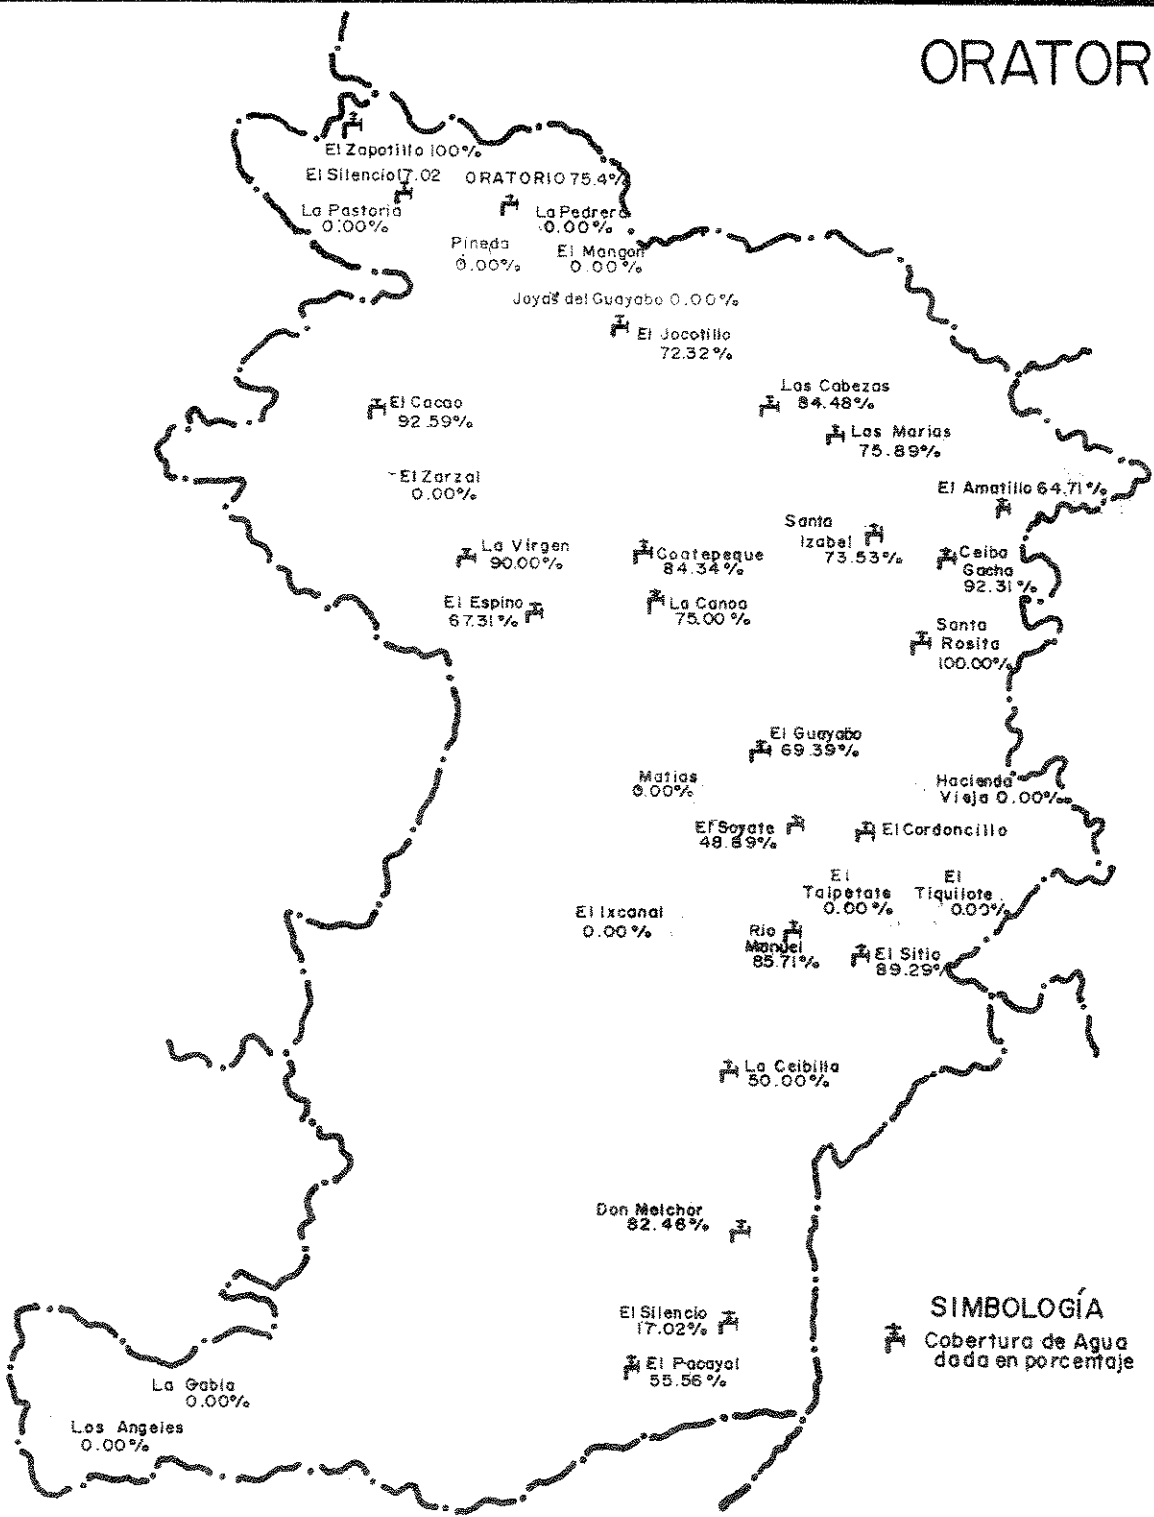 ORATOR
El Zapotillo 100%
El Silencio 17.02
ORATORIO 75.4%
La Pastoria
0.00%
La Pedrera
0.00%
Pineda
0.00%
El Mangon
0.00%
Joyas del Guayabo 0.00%
El Jocotillo
72.32%
Las Cabezas
84.48%
El Cacao
92.59%
Las Marias
75.89%
El Zarzal
0.00%
El Amatillo 64.71%
Santa
Izabel
73.53%
La Virgen
90.00%
Coatepeque
84.34%
Ceiba
Gacha
92.31%
El Espino
67.31%
La Canoa
75.00%
Santa
Rosita
100.00%
El Guayabo
69.39%
Matias
0.00%
Hacienda
Vieja 0.00%
El Soyate
48.89%
El Cordoncillo
El
Talpetate
0.00%
El
Tiquilote
0.00%
El Ixcanal
0.00%
Rio
Manuel
85.71%
El Sitio
89.29%
La Ceibilla
50.00%
Don Melchor
82.46%
El Silencio
17.02%
SIMBOLOGÍA
Cobertura de Agua
dada en porcentaje
El Pacayal
55.56%
La Gabia
0.00%
Los Angeles
0.00%